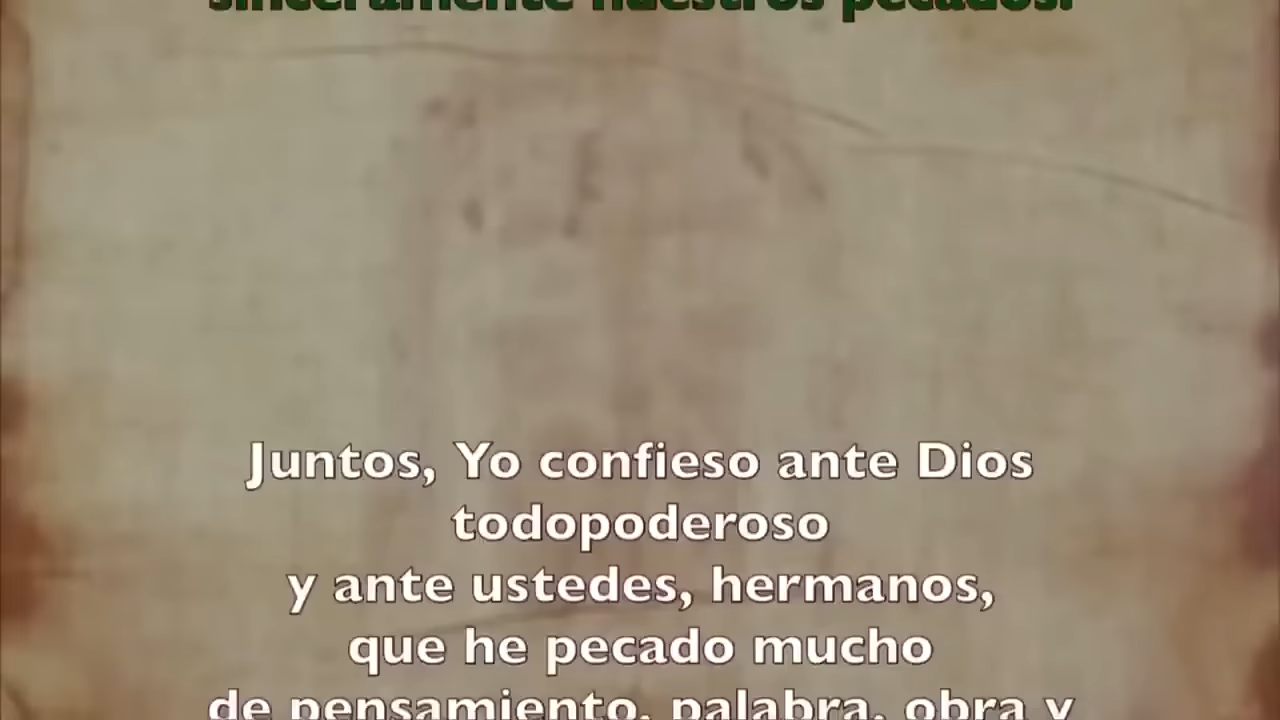 sinceramente nuestros pecados.
Juntos, Yo confieso ante Dios
todopoderoso
y ante ustedes, hermanos,
que he pecado mucho
de pensamiento, palabra, obra y